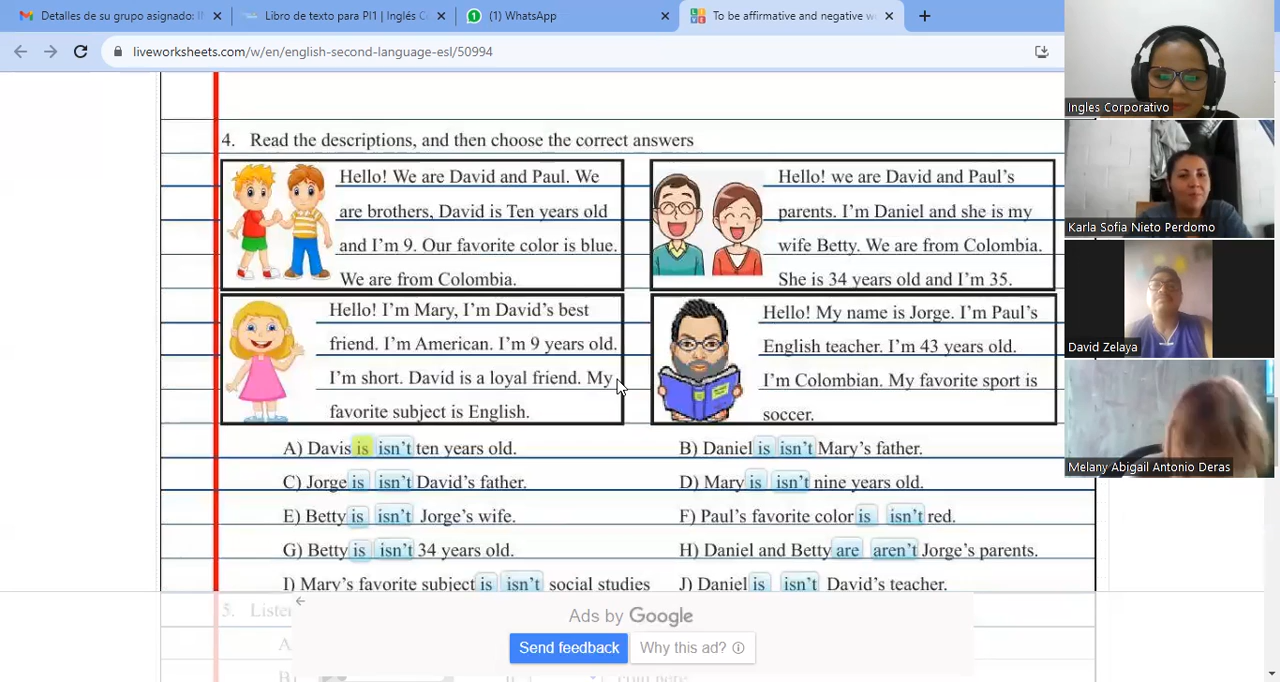 Detalles de su grupo asignado: I
Libro de texto para P1 | Inglés C
(1) WhatsApp
To be affirmative and negative w
liveworksheets.com/w/en/english-second-language-esl/50994
4. Read the descriptions, and then choose the correct answers
Hello! We are David and Paul. We
are brothers, David is Ten years old
and I'm 7. Our favorite color is blue.
We are from Colombia.
Hello! we are David and Paul's
parents. I'm Daniel and she is my
wife Betty. We are from Colombia.
She is 34 years old and I'm 35.
Hello! I'm Mary, I'm David's best
friend. I'm American. I'm 9 years old.
I'm short. David is a loyal friend. My
favorite subject is English.
Hello! My name is Jorge. I'm Paul's
English teacher. I'm 43 years old.
I'm Colombian. My favorite sport is
soccer.
A) Davis is isn't ten years old.
B) Daniel is isn't Mary's father.
C) Jorge is isn't David's father.
D) Mary is isn't nine years old.
E) Betty is isn't Jorge's wife.
F) Paul's favorite color is isn't red.
G) Betty is isn't 34 years old.
H) Daniel and Betty are aren't Jorge's parents.
I) Mary's favorite subject is isn't social studies.
J) Daniel is isn't David's teacher.
5. Listen
A
B
Ads by Google
Send feedback
Why this ad?
Ingles Corporativo
Karla Sofia Nieto Perdomo
David Zelaya
Melany Abigail Antonio Deras